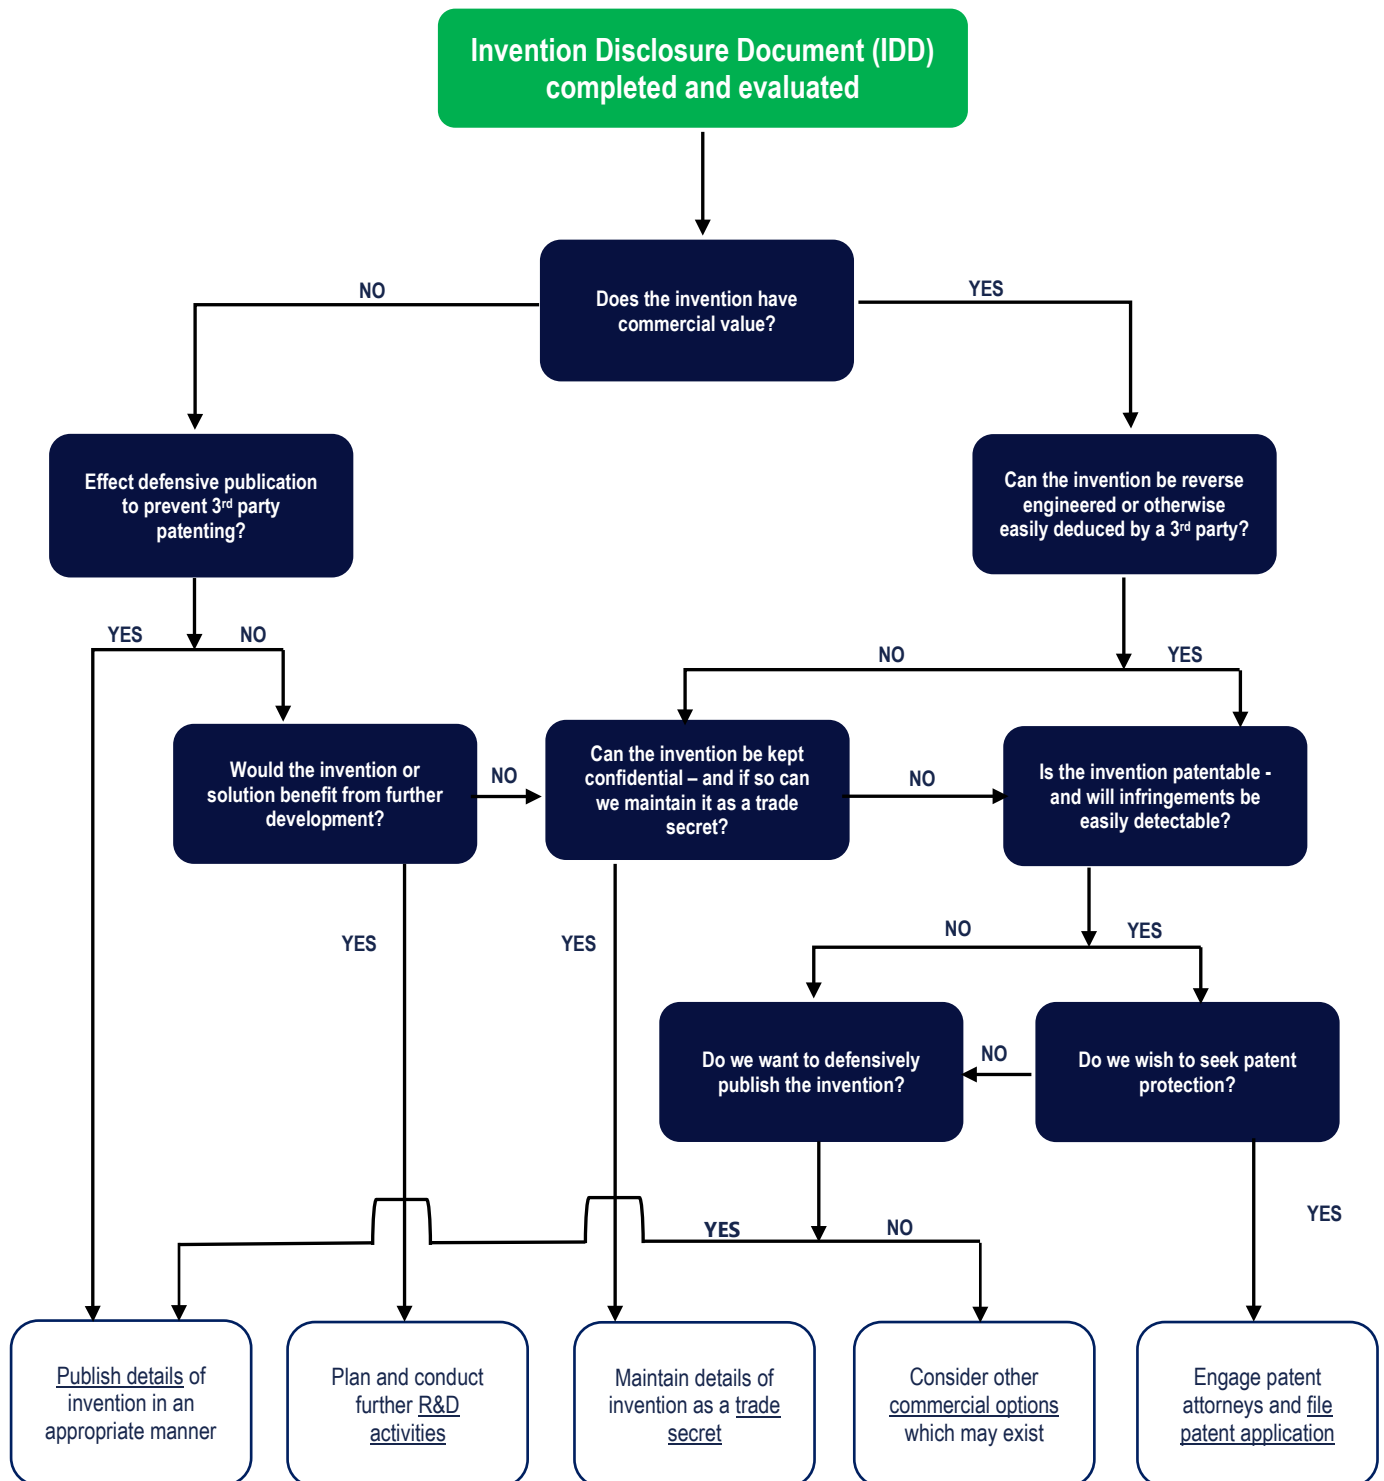 Invention Disclosure Document (IDD)
completed and evaluated
NO
YES
Does the invention have
commercial value?
Effect defensive publication
to prevent 3rd party
patenting?
Can the invention be reverse
engineered or otherwise
easily deduced by a 3rd party?
YES
NO
NO
YES
Would the invention or
solution benefit from further
development?
NO
Can the invention be kept
confidential – and if so can
we maintain it as a trade
secret?
NO
Is the invention patentable -
and will infringements be
easily detectable?
YES
YES
NO
YES
Do we want to defensively
publish the invention?
NO
Do we wish to seek patent
protection?
YES
NO
YES
Publish details of
invention in an
appropriate manner
Plan and conduct
further R&D
activities
Maintain details of
invention as a trade
secret
Consider other
commercial options
which may exist
Engage patent
attorneys and file
patent application